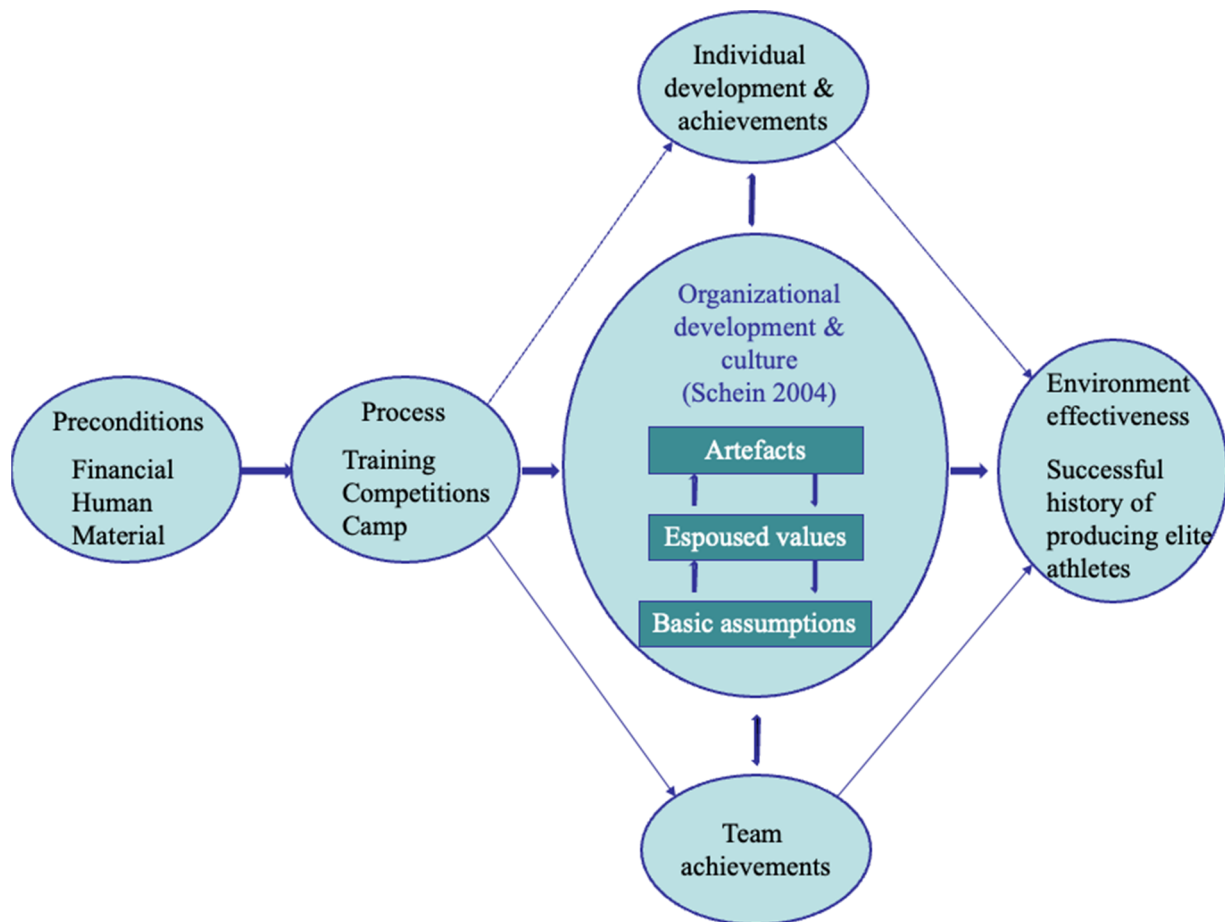 Individual
development &
achievements
Organizational
development &
culture
(Schein 2004)
Artefacts
Espoused values
Basic assumptions
Preconditions
Financial
Human
Material
Process
Training
Competitions
Camp
Environment
effectiveness
Successful
history of
producing elite
athletes
Team
achievements